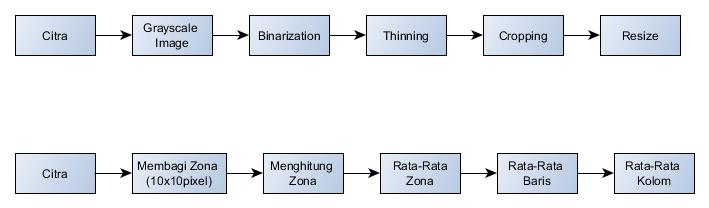 Citra
Grayscale
Image
Binarization
Thinning
Cropping
Resize
Citra
Membagi Zona
(10x10pixel)
Menghitung
Zona
Rata-Rata
Zona
Rata-Rata
Baris
Rata-Rata
Kolom